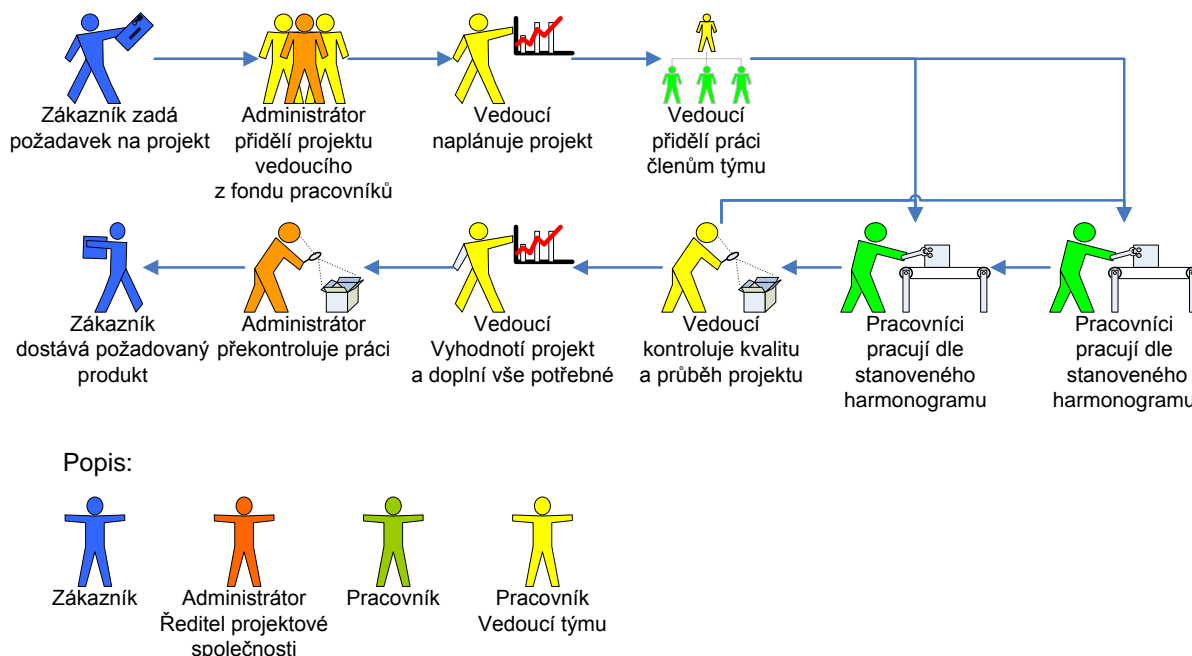 Zákazník zadá
požadavek na projekt
Administrátor
přidělí projektu
vedoucího
z fondu pracovníků
Vedoucí
naplánuje projekt
Vedoucí
přidělí práci
členům týmu
Zákazník
dostává požadovaný
produkt
Administrátor
překontroluje práci
Vedoucí
Vyhodnotí projekt
a doplní vše potřebné
Vedoucí
kontroluje kvalitu
a průběh projektu
Pracovníci
pracují dle
stanoveného
harmonogramu
Pracovníci
pracují dle
stanoveného
harmonogramu
Popis:
Zákazník
Administrátor
Ředitel projektové
společnosti
Pracovník
Pracovník
Vedoucí týmu